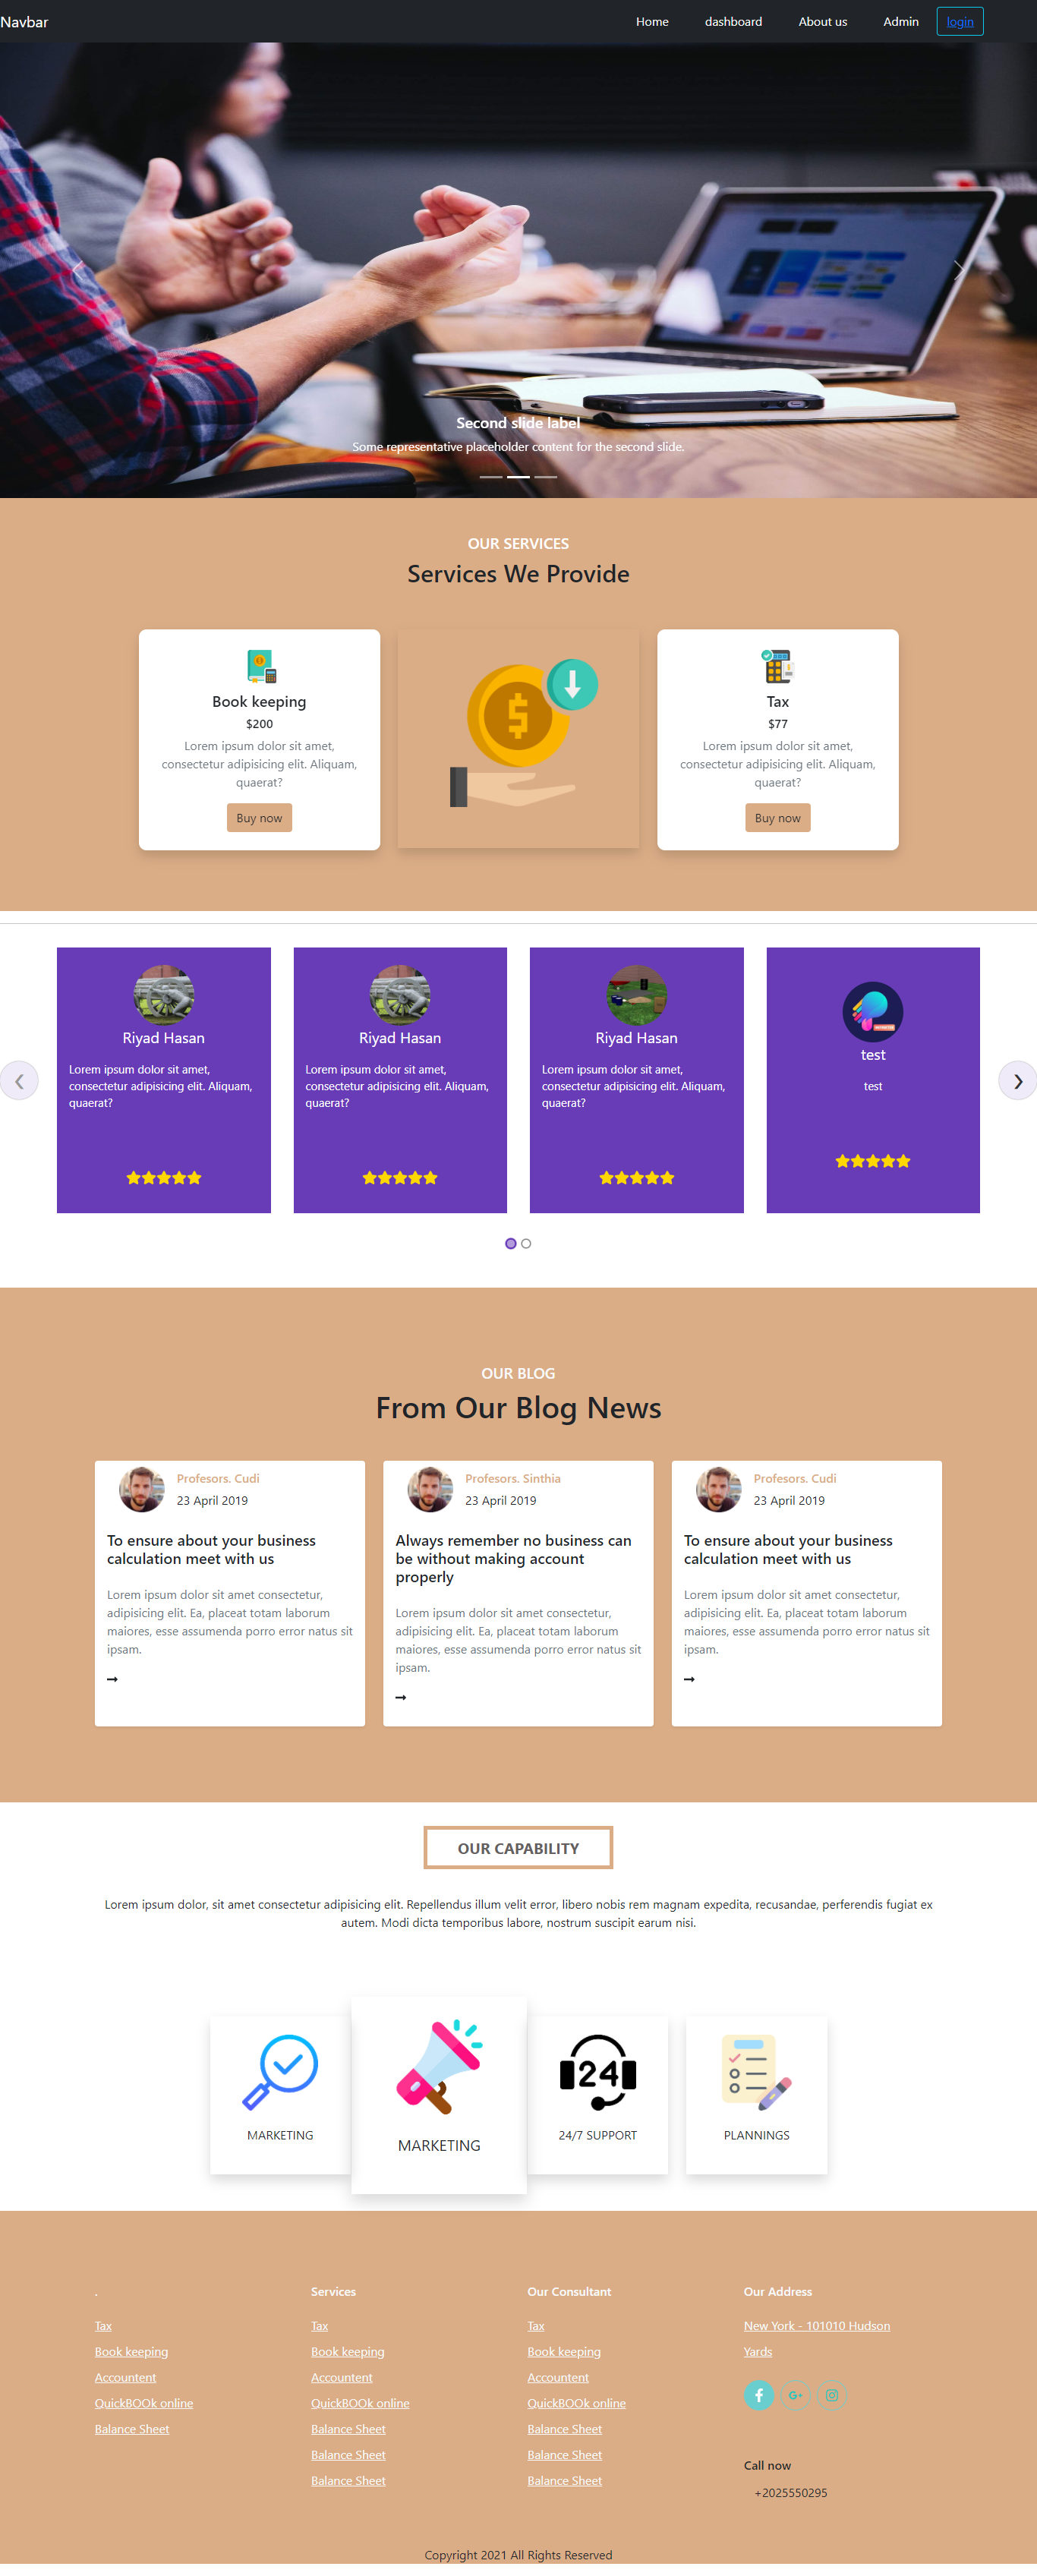 Navbar
Home
dashboard
About us
Admin
login
Second slide label
Some representative placeholder content for the second slide.
OUR SERVICES
Services We Provide
Book keeping
$200
Lorem ipsum dolor sit amet,
consectetur adipisicing elit. Aliquam,
quaerat?
Buy now
Tax
$77
Lorem ipsum dolor sit amet,
consectetur adipisicing elit. Aliquam,
quaerat?
Buy now
Riyad Hasan
Lorem ipsum dolor sit amet,
consectetur adipisicing elit. Aliquam,
quaerat?
Riyad Hasan
Lorem ipsum dolor sit amet,
consectetur adipisicing elit. Aliquam,
quaerat?
Riyad Hasan
Lorem ipsum dolor sit amet,
consectetur adipisicing elit. Aliquam,
quaerat?
test
test
OUR BLOG
From Our Blog News
Profesors. Cudi
23 April 2019
To ensure about your business
calculation meet with us
Lorem ipsum dolor sit amet consectetur,
adipisicing elit. Ea, placeat totam laborum
maiores, esse assumenda porro error natus sit
ipsam.
Profesors. Sinthia
23 April 2019
Always remember no business can
be without making account
properly
Lorem ipsum dolor sit amet consectetur,
adipisicing elit. Ea, placeat totam laborum
maiores, esse assumenda porro error natus sit
ipsam.
Profesors. Cudi
23 April 2019
To ensure about your business
calculation meet with us
Lorem ipsum dolor sit amet consectetur,
adipisicing elit. Ea, placeat totam laborum
maiores, esse assumenda porro error natus sit
ipsam.
OUR CAPABILITY
Lorem ipsum dolor, sit amet consectetur adipisicing elit. Repellendus illum velit error, libero nobis rem magnam expedita, recusandae, perferendis fugiat ex
autem. Modi dicta temporibus labore, nostrum suscipit earum nisi.
MARKETING
MARKETING
24
24/7 SUPPORT
PLANNINGS
.
Tax
Book keeping
Accountent
QuickBOOk online
Balance Sheet
Services
Tax
Book keeping
Accountent
QuickBOOk online
Balance Sheet
Balance Sheet
Balance Sheet
Our Consultant
Tax
Book keeping
Accountent
QuickBOOk online
Balance Sheet
Balance Sheet
Balance Sheet
Our Address
New York - 101010 Hudson
Yards
Call now
+2025550295
Copyright 2021 All Rights Reserved